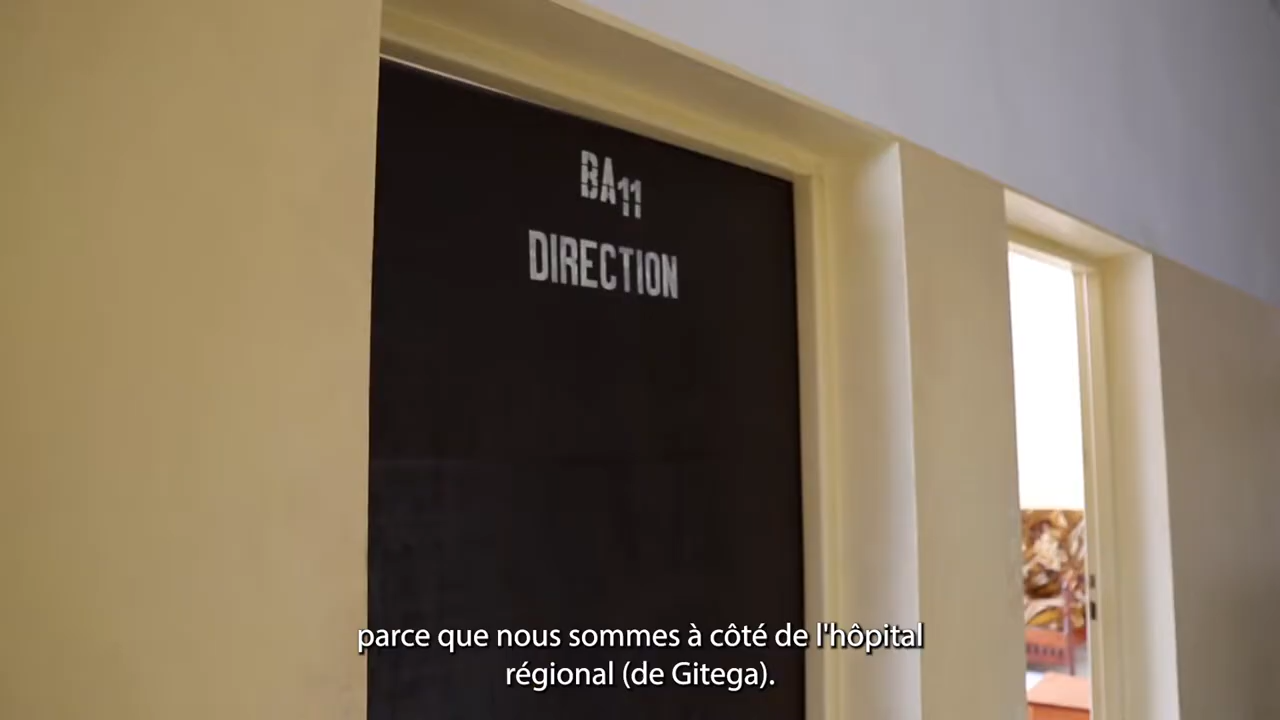 BA11
DIRECTION
parce que nous sommes à côté de l'hôpital
régional (de Gitega).